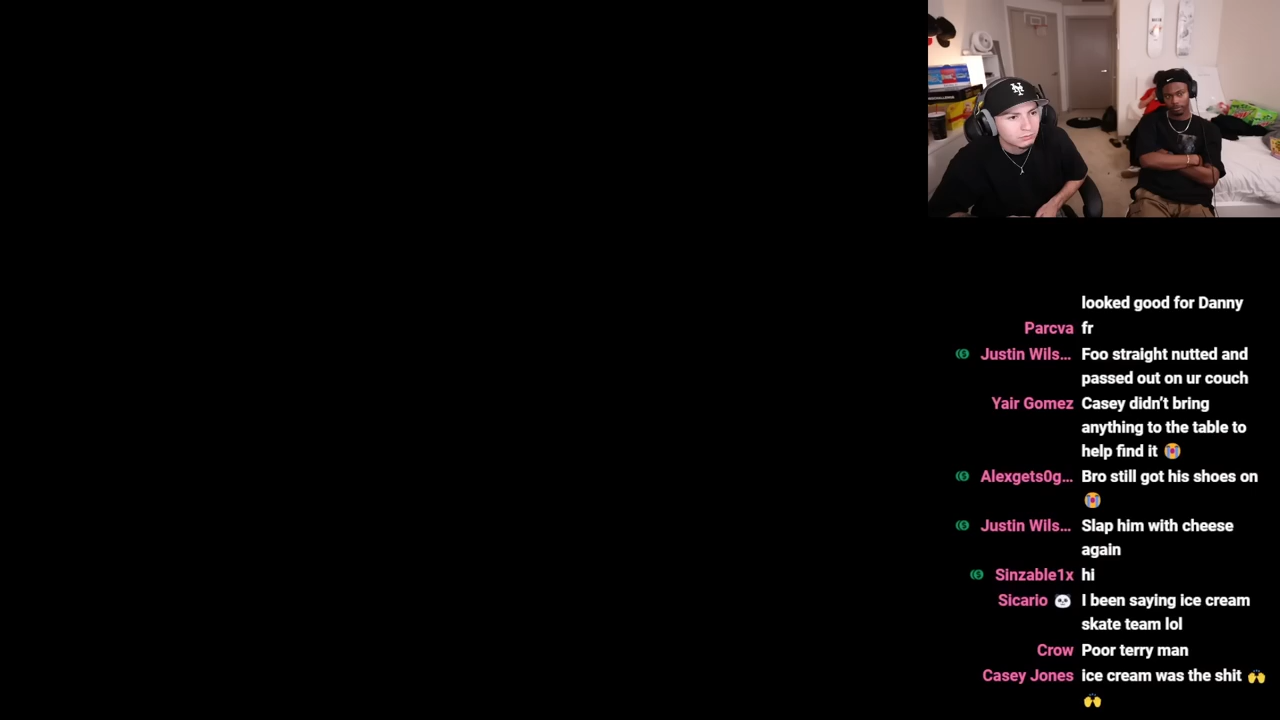 looked good for Danny
Parcva fr
Justin Wils... Foo straight nutted and
passed out on ur couch
Yair Gomez Casey didn't bring
anything to the table to
help find it 😭
Alexgets0g... Bro still got his shoes on
😭
Justin Wils... Slap him with cheese
again
Sinzable1x hi
Sicario 🐼 I been saying ice cream
skate team lol
Crow Poor terry man
Casey Jones ice cream was the shit 🙌
🙌